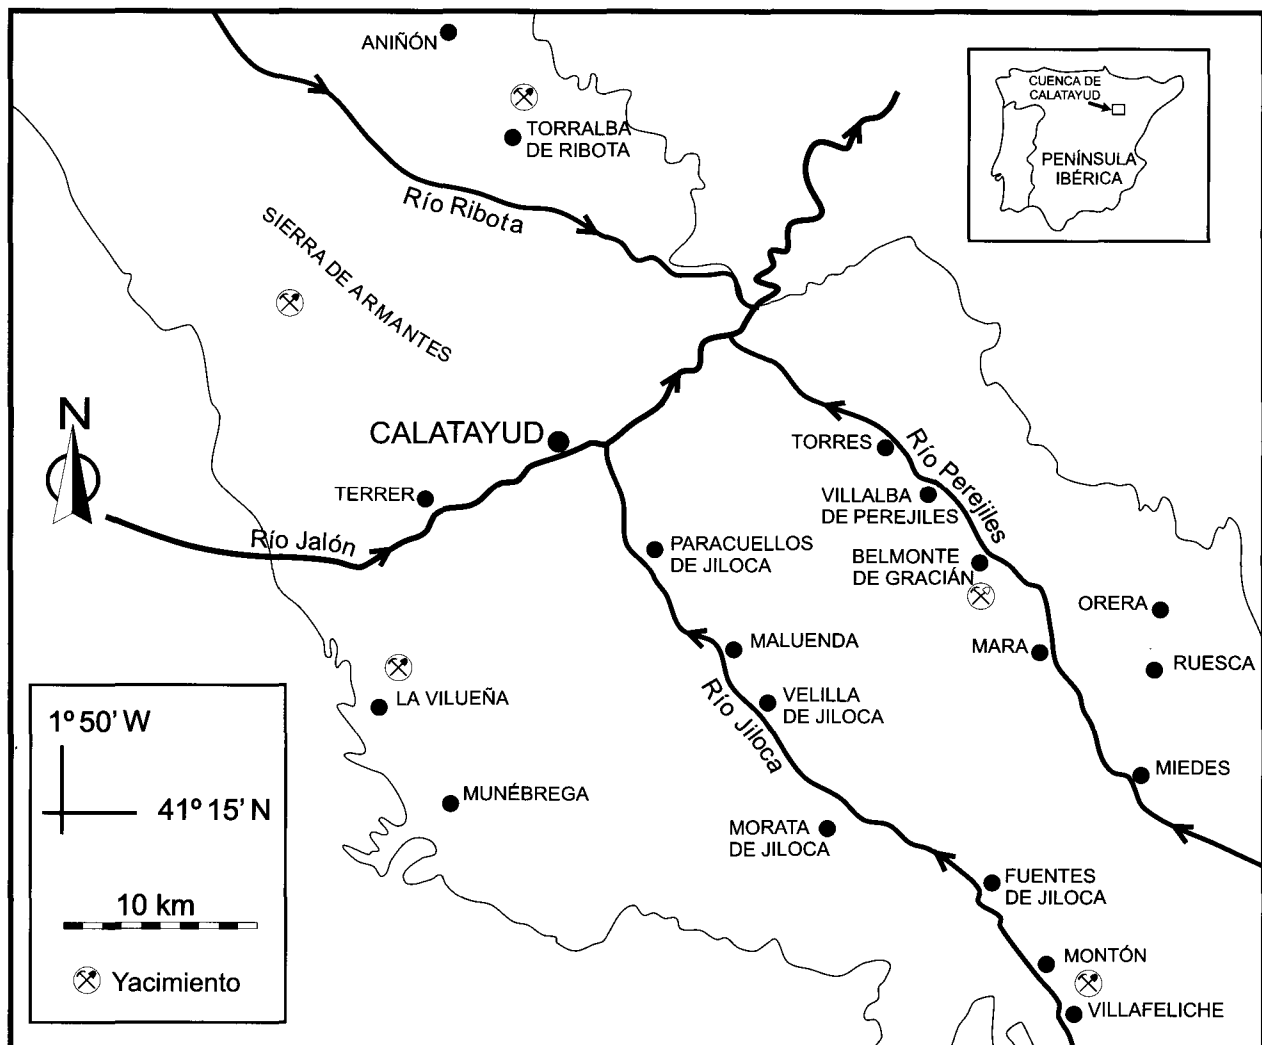 ANIÑÓN
CUENCA DE
CALATAYUD
TORRALBA
DE RIBOTA
PENÍNSULA
IBÉRICA
Río Ribota
SIERRA DE ARMANTES
N
CALATAYUD
TORRES
Río Perejiles
TERRER
VILLALBA
DE PEREJILES
Río Jalón
PARACUELLOS
DE JILOCA
BELMONTE
DE GRACIÁN
ORERA
MALUENDA
MARA
RUESCA
LA VILUEÑA
VELILLA
DE JILOCA
Río Jiloca
1º 50' W
41º 15' N
MUNÉBREGA
MIEDES
MORATA
DE JILOCA
FUENTES
DE JILOCA
10 km
MONTÓN
Yacimiento
VILLAFELICHE